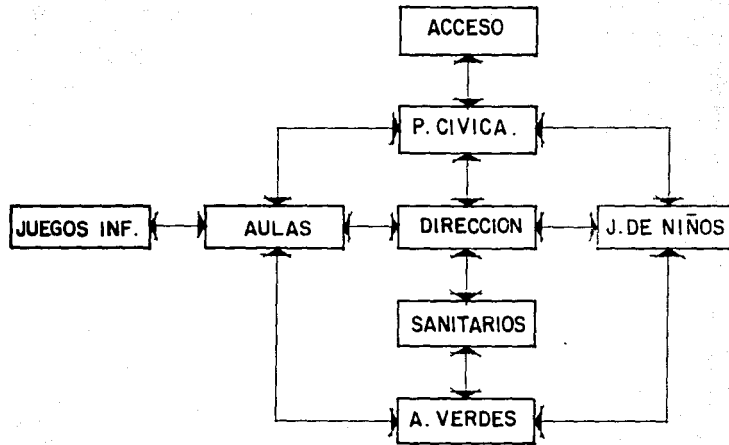 ACCESO
P. CIVICA.
JUEGOS INF.
AULAS
DIRECCION
J. DE NIÑOS
SANITARIOS
A. VERDES